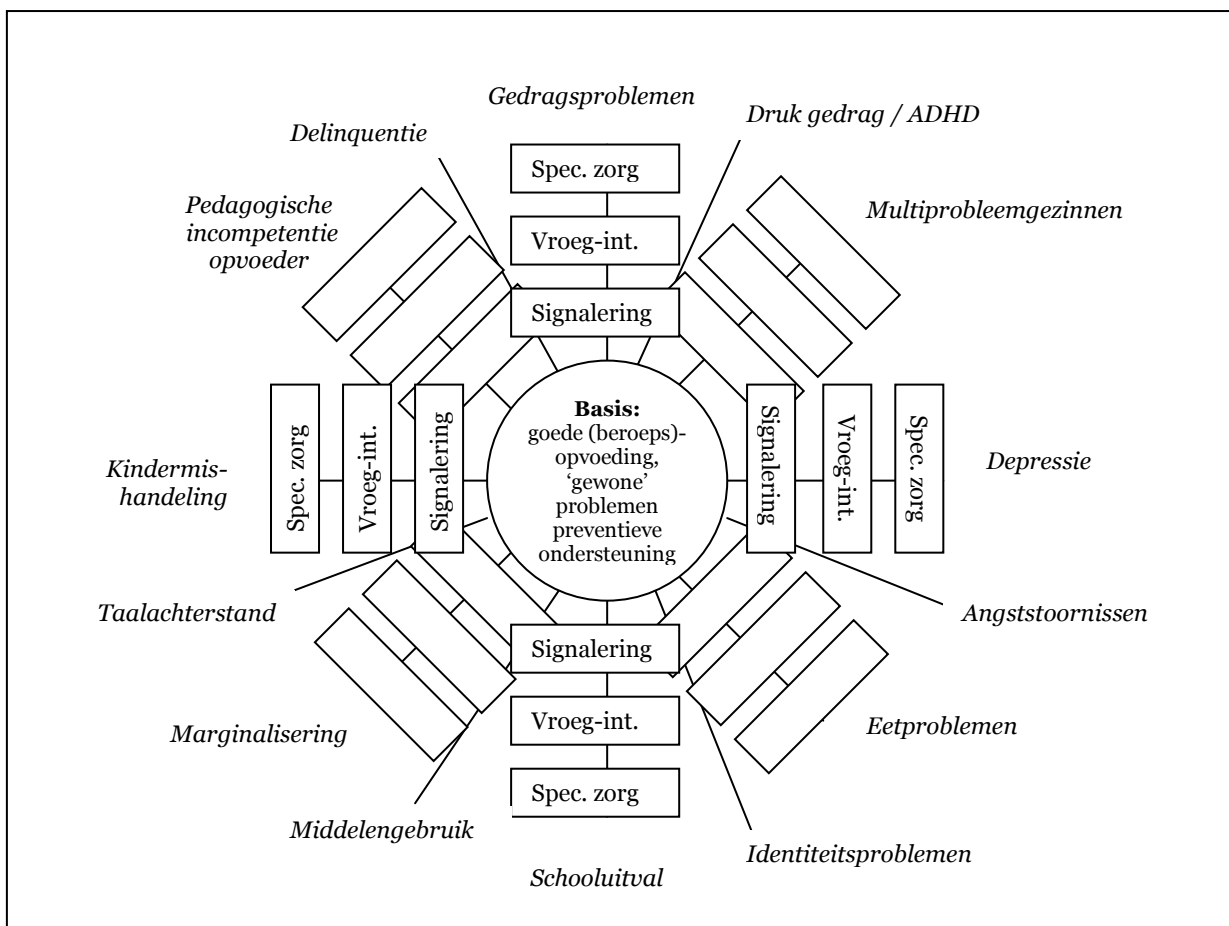 Gedragsproblemen
Druk gedrag / ADHD
Delinquentie
Spec. zorg
Pedagogische
incompetentie
opvoeder
Multiprobleemgezinnen
Vroeg-int.
Signalering
Kindermis-
handeling
Spec. zorg
Vroeg-int.
Signalering
Basis:
goede (beroeps)-
opvoeding,
‘gewone’
problemen
preventieve
ondersteuning
Signalering
Vroeg-int.
Spec. zorg
Depressie
Taalachterstand
Angststoornissen
Signalering
Marginalisering
Vroeg-int.
Eetproblemen
Spec. zorg
Middelengebruik
Identiteitsproblemen
Schooluitval